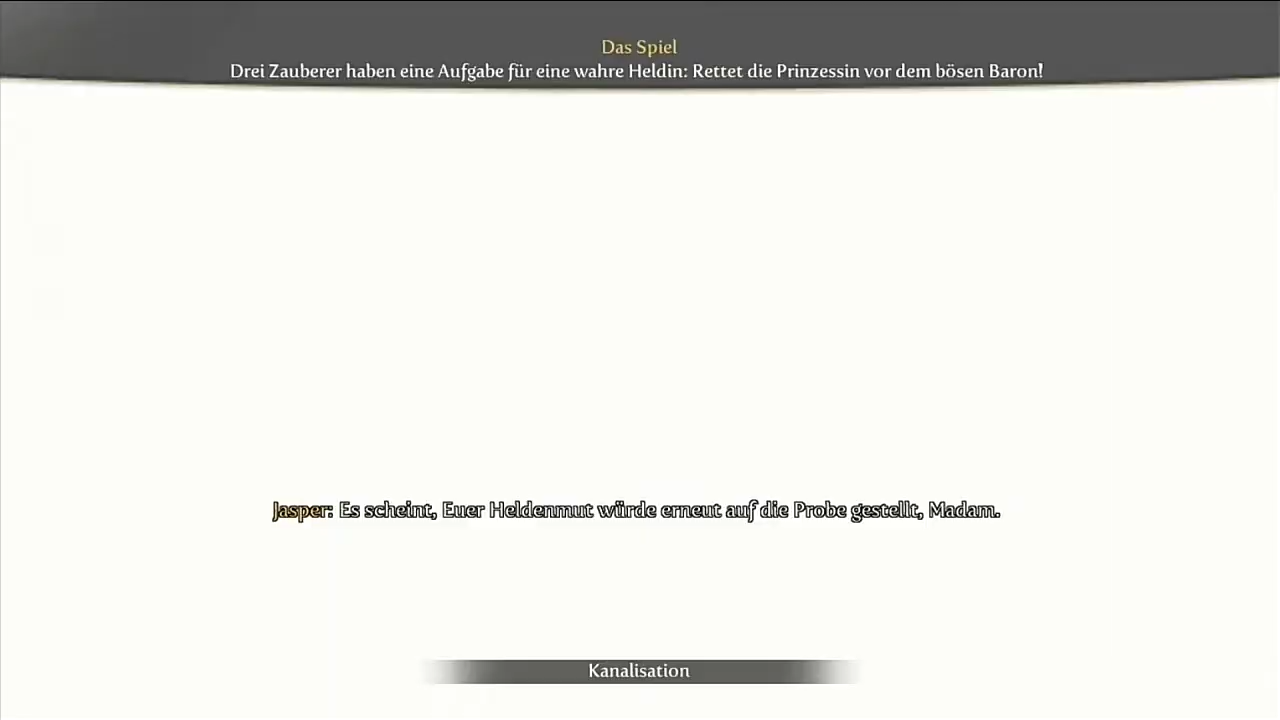 Das Spiel
Drei Zauberer haben eine Aufgabe für eine wahre Heldin: Rettet die Prinzessin vor dem bösen Baron!
Jasper: Es scheint, Euer Heldenmut würde erneut auf die Probe gestellt, Madam.
Kanalisation